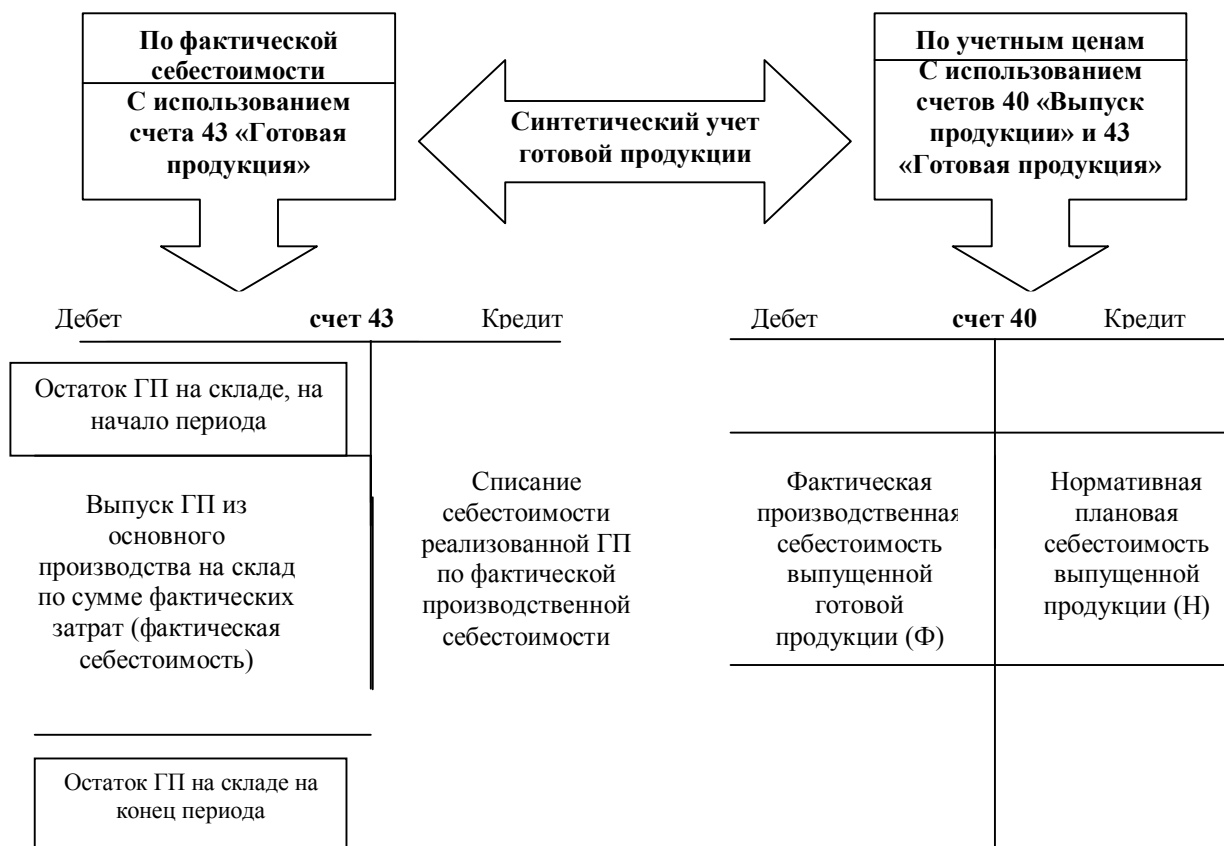 По фактической
себестоимости
С использованием
счета 43 «Готовая
продукция»
Синтетический учет
готовой продукции
По учетным ценам
С использованием
счетов 40 «Выпуск
продукции» и 43
«Готовая продукция»
Дебет счет 43 Кредит
Остаток ГП на складе, на
начало периода
Выпуск ГП из
основного
производства на склад
по сумме фактических
затрат (фактическая
себестоимость)
Списание
себестоимости
реализованной ГП
по фактической
производственной
себестоимости
Остаток ГП на складе на
конец периода
Дебет счет 40 Кредит
Фактическая
производственная
себестоимость
выпущенной
готовой
продукции (Ф)
Нормативная
плановая
себестоимость
выпущенной
продукции (Н)